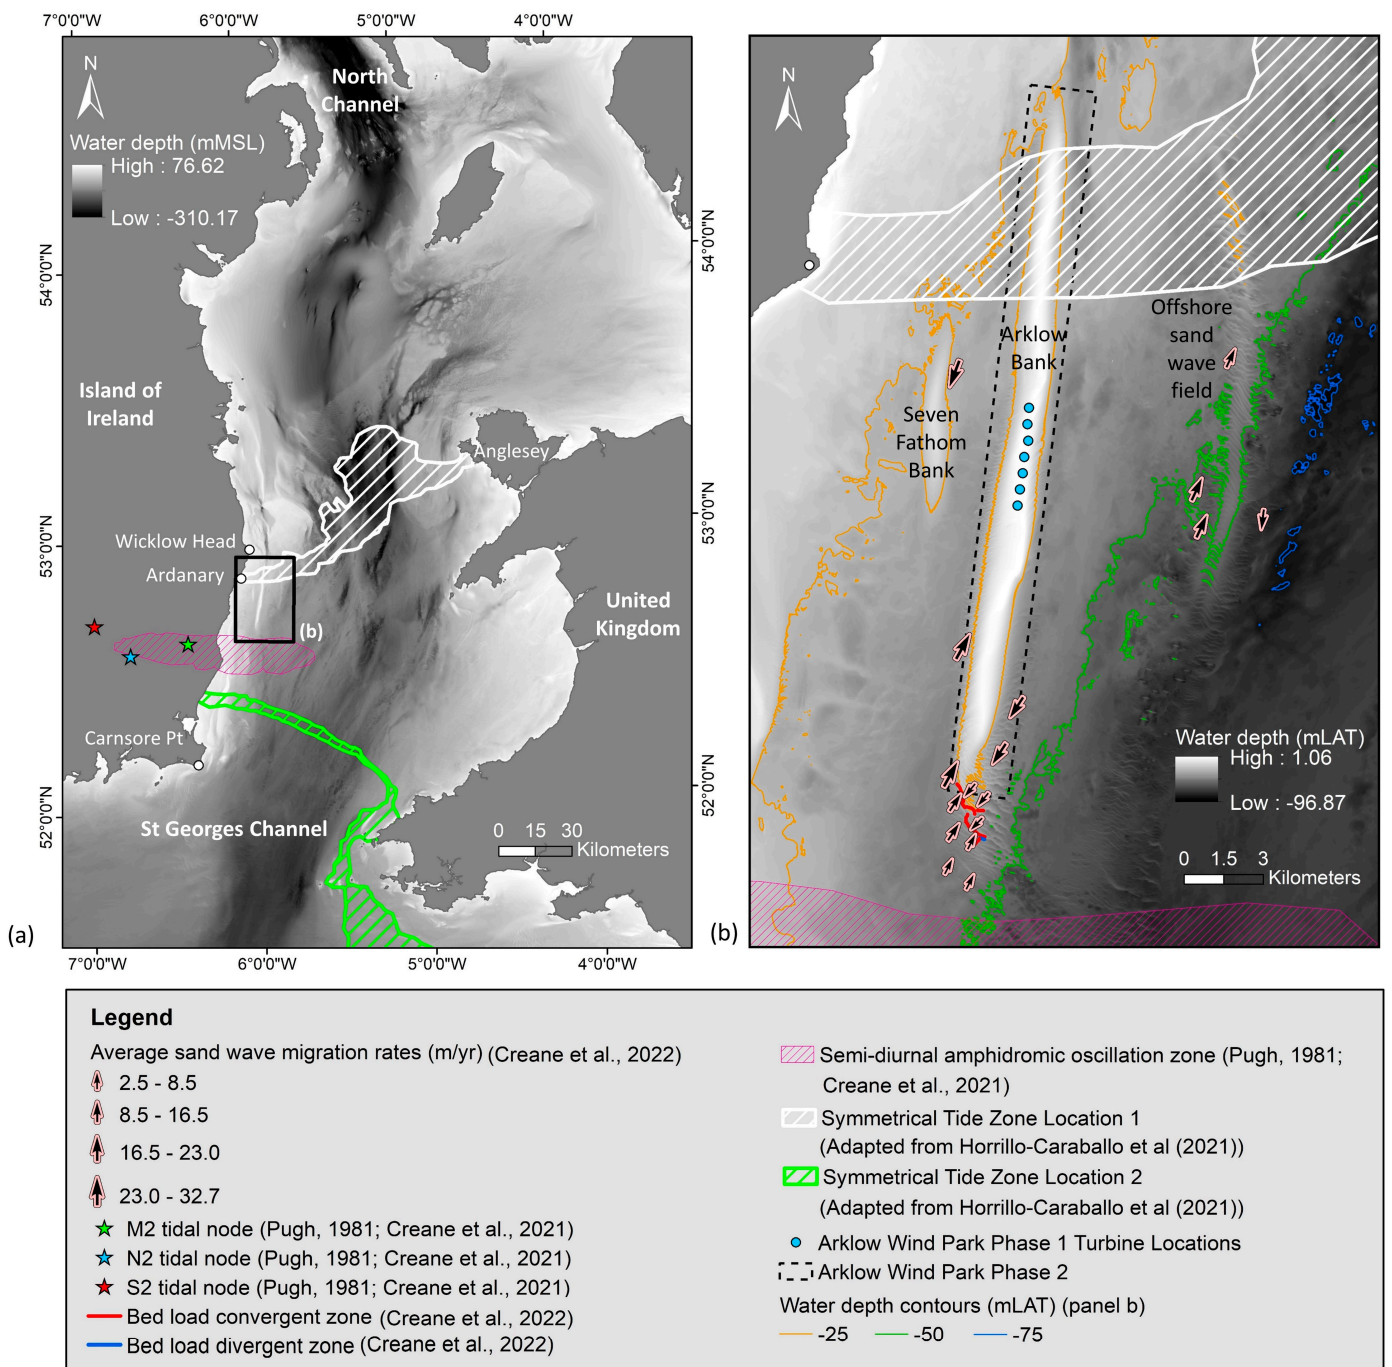 7°0'0"W
6°0'0"W
5°0'0"W
4°0'0"W
N
North
Channel
Water depth (mMSL)
High : 76.62
Low : -310.17
54°0'0"N
54°0'0"N
Island of
Ireland
Anglesey
53°0'0"N
53°0'0"N
Wicklow Head
Ardanary
(b)
United
Kingdom
Carnsore Pt
52°0'0"N
52°0'0"N
St Georges Channel
0 15 30
Kilometers
(a)
7°0'0"W
6°0'0"W
5°0'0"W
4°0'0"W
N
Offshore
sand
wave
field
Arklow
Bank
Seven
Fathom
Bank
Water depth (mLAT)
High : 1.06
Low : -96.87
0 1.5 3
Kilometers
(b)
Legend
Average sand wave migration rates (m/yr) (Creane et al., 2022)
2.5 - 8.5
8.5 - 16.5
16.5 - 23.0
23.0 - 32.7
M2 tidal node (Pugh, 1981; Creane et al., 2021)
N2 tidal node (Pugh, 1981; Creane et al., 2021)
S2 tidal node (Pugh, 1981; Creane et al., 2021)
Bed load convergent zone (Creane et al., 2022)
Bed load divergent zone (Creane et al., 2022)
Semi-diurnal amphidromic oscillation zone (Pugh, 1981;
Creane et al., 2021)
Symmetrical Tide Zone Location 1
(Adapted from Horrillo-Caraballo et al (2021))
Symmetrical Tide Zone Location 2
(Adapted from Horrillo-Caraballo et al (2021))
Arklow Wind Park Phase 1 Turbine Locations
Arklow Wind Park Phase 2
Water depth contours (mLAT) (panel b)
-25 -50 -75